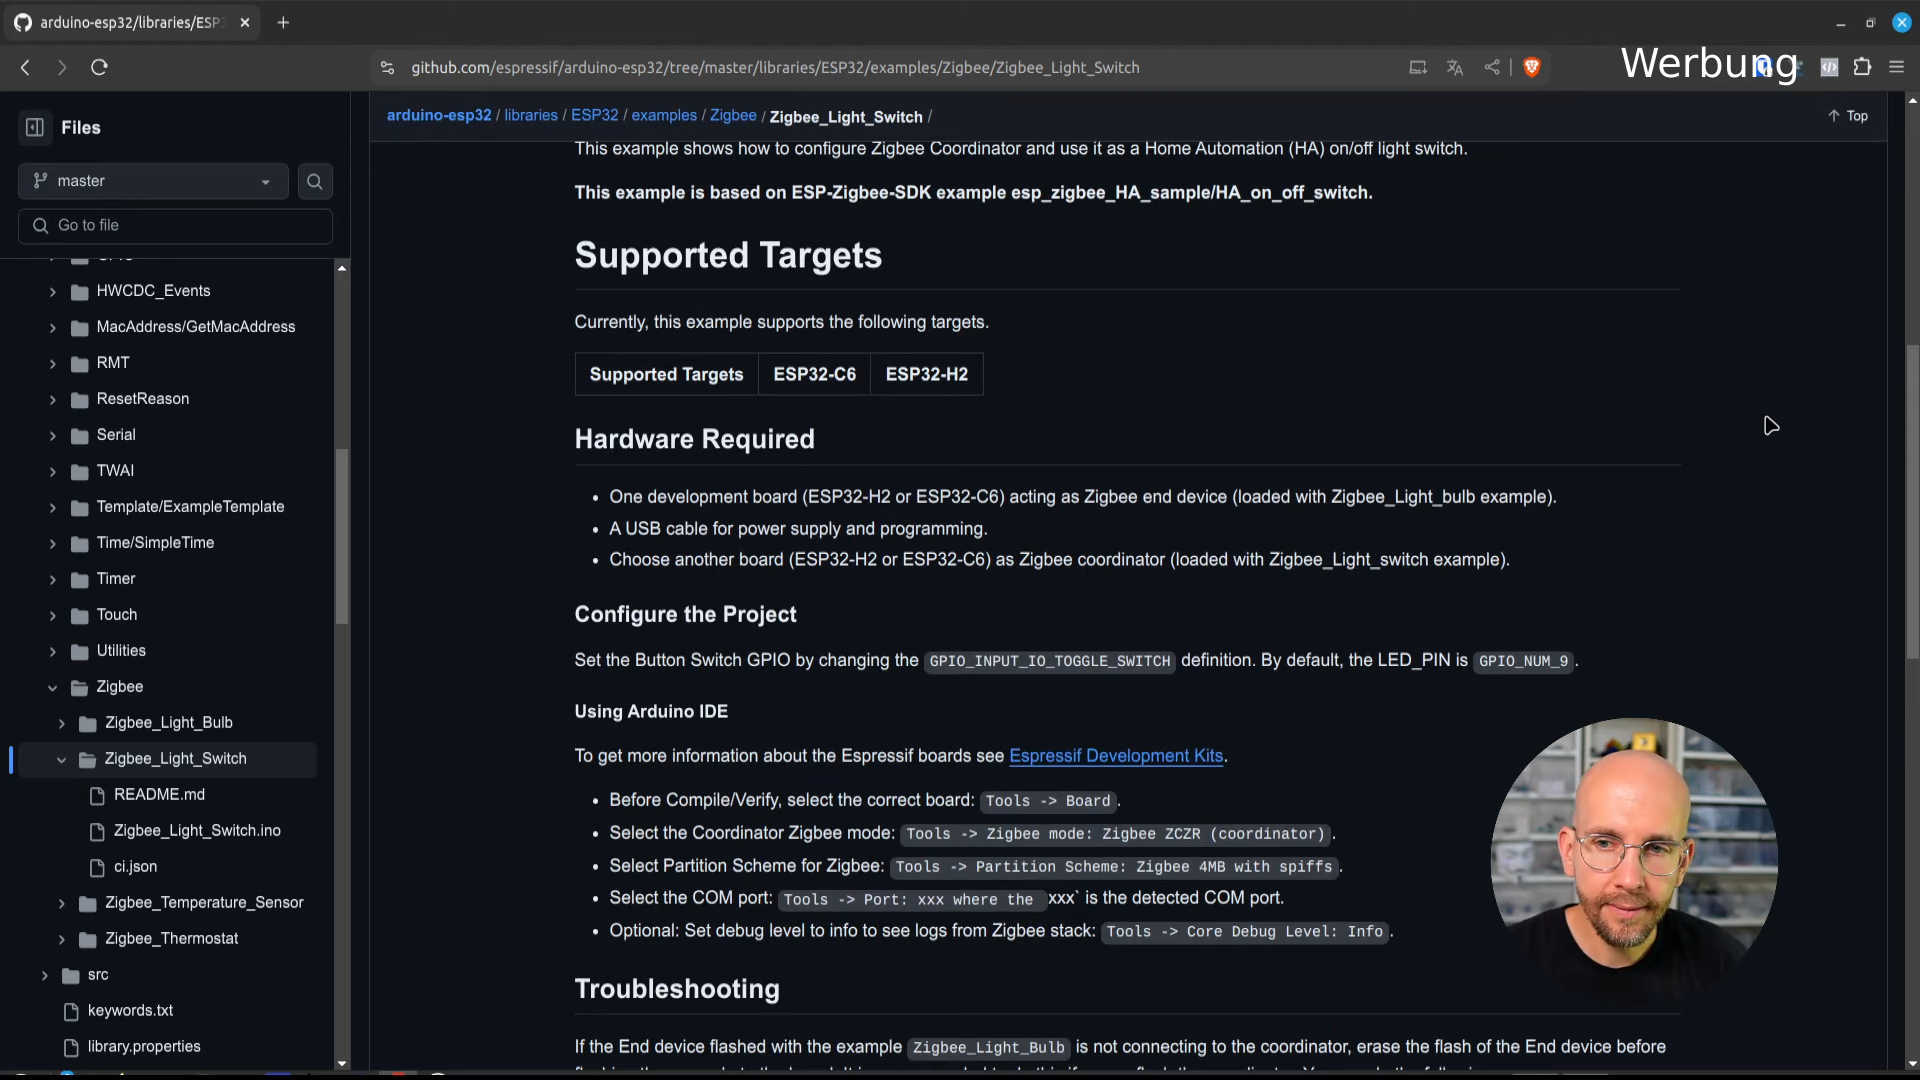 arduino-esp32/libraries/ESP
github.com/espressif/arduino-esp32/tree/master/libraries/ESP32/examples/Zigbee/Zigbee_Light_Switch
Werbung
Files
master
Go to file
HWCDC_Events
MacAddress/GetMacAddress
RMT
ResetReason
Serial
TWAI
Template/ExampleTemplate
Time/SimpleTime
Timer
Touch
Utilities
Zigbee
Zigbee_Light_Bulb
Zigbee_Light_Switch
README.md
Zigbee_Light_Switch.ino
ci.json
Zigbee_Temperature_Sensor
Zigbee_Thermostat
src
keywords.txt
library.properties
arduino-esp32 / libraries / ESP32 / examples / Zigbee / Zigbee_Light_Switch /
Top
This example shows how to configure Zigbee Coordinator and use it as a Home Automation (HA) on/off light switch.
This example is based on ESP-Zigbee-SDK example esp_zigbee_HA_sample/HA_on_off_switch.
Supported Targets
Currently, this example supports the following targets.
Supported Targets ESP32-C6 ESP32-H2
Hardware Required
• One development board (ESP32-H2 or ESP32-C6) acting as Zigbee end device (loaded with Zigbee_Light_bulb example).
• A USB cable for power supply and programming.
• Choose another board (ESP32-H2 or ESP32-C6) as Zigbee coordinator (loaded with Zigbee_Light_switch example).
Configure the Project
Set the Button Switch GPIO by changing the GPIO_INPUT_IO_TOGGLE_SWITCH definition. By default, the LED_PIN is GPIO_NUM_9.
Using Arduino IDE
To get more information about the Espressif boards see Espressif Development Kits.
• Before Compile/Verify, select the correct board: Tools -> Board.
• Select the Coordinator Zigbee mode: Tools -> Zigbee mode: Zigbee ZCZR (coordinator).
• Select Partition Scheme for Zigbee: Tools -> Partition Scheme: Zigbee 4MB with spiffs.
• Select the COM port: Tools -> Port: xxx where the xxx` is the detected COM port.
• Optional: Set debug level to info to see logs from Zigbee stack: Tools -> Core Debug Level: Info.
Troubleshooting
If the End device flashed with the example Zigbee_Light_Bulb is not connecting to the coordinator, erase the flash of the End device before